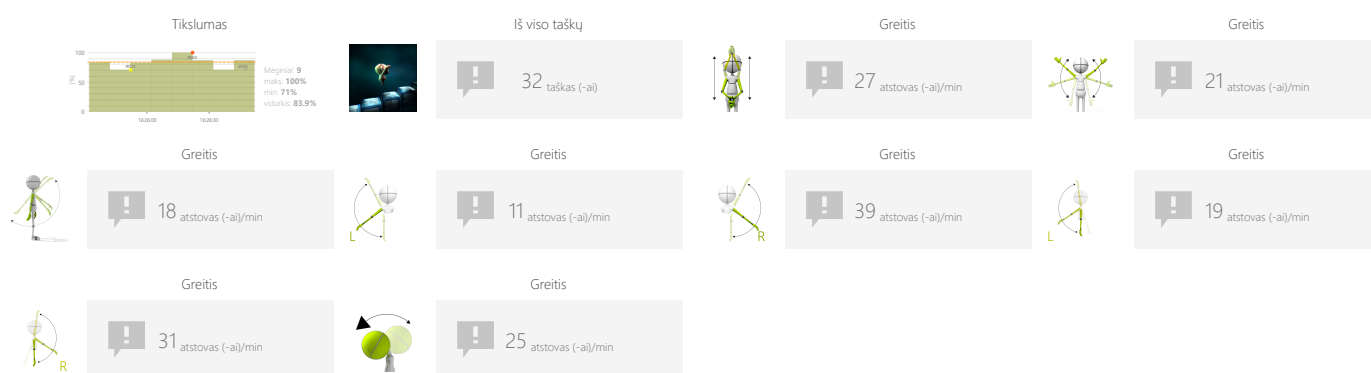 Tikslumas
Iš viso taškų
Greitis
Greitis
100
50
0
(%)
Mėginiai: 9
maks: 100%
min: 71%
vidurkis: 83.9%
32 taškas (-ai)
27 atstovas (-ai)/min
21 atstovas (-ai)/min
Greitis
Greitis
Greitis
Greitis
18 atstovas (-ai)/min
L
11 atstovas (-ai)/min
R
39 atstovas (-ai)/min
L
19 atstovas (-ai)/min
Greitis
Greitis
R
31 atstovas (-ai)/min
25 atstovas (-ai)/min